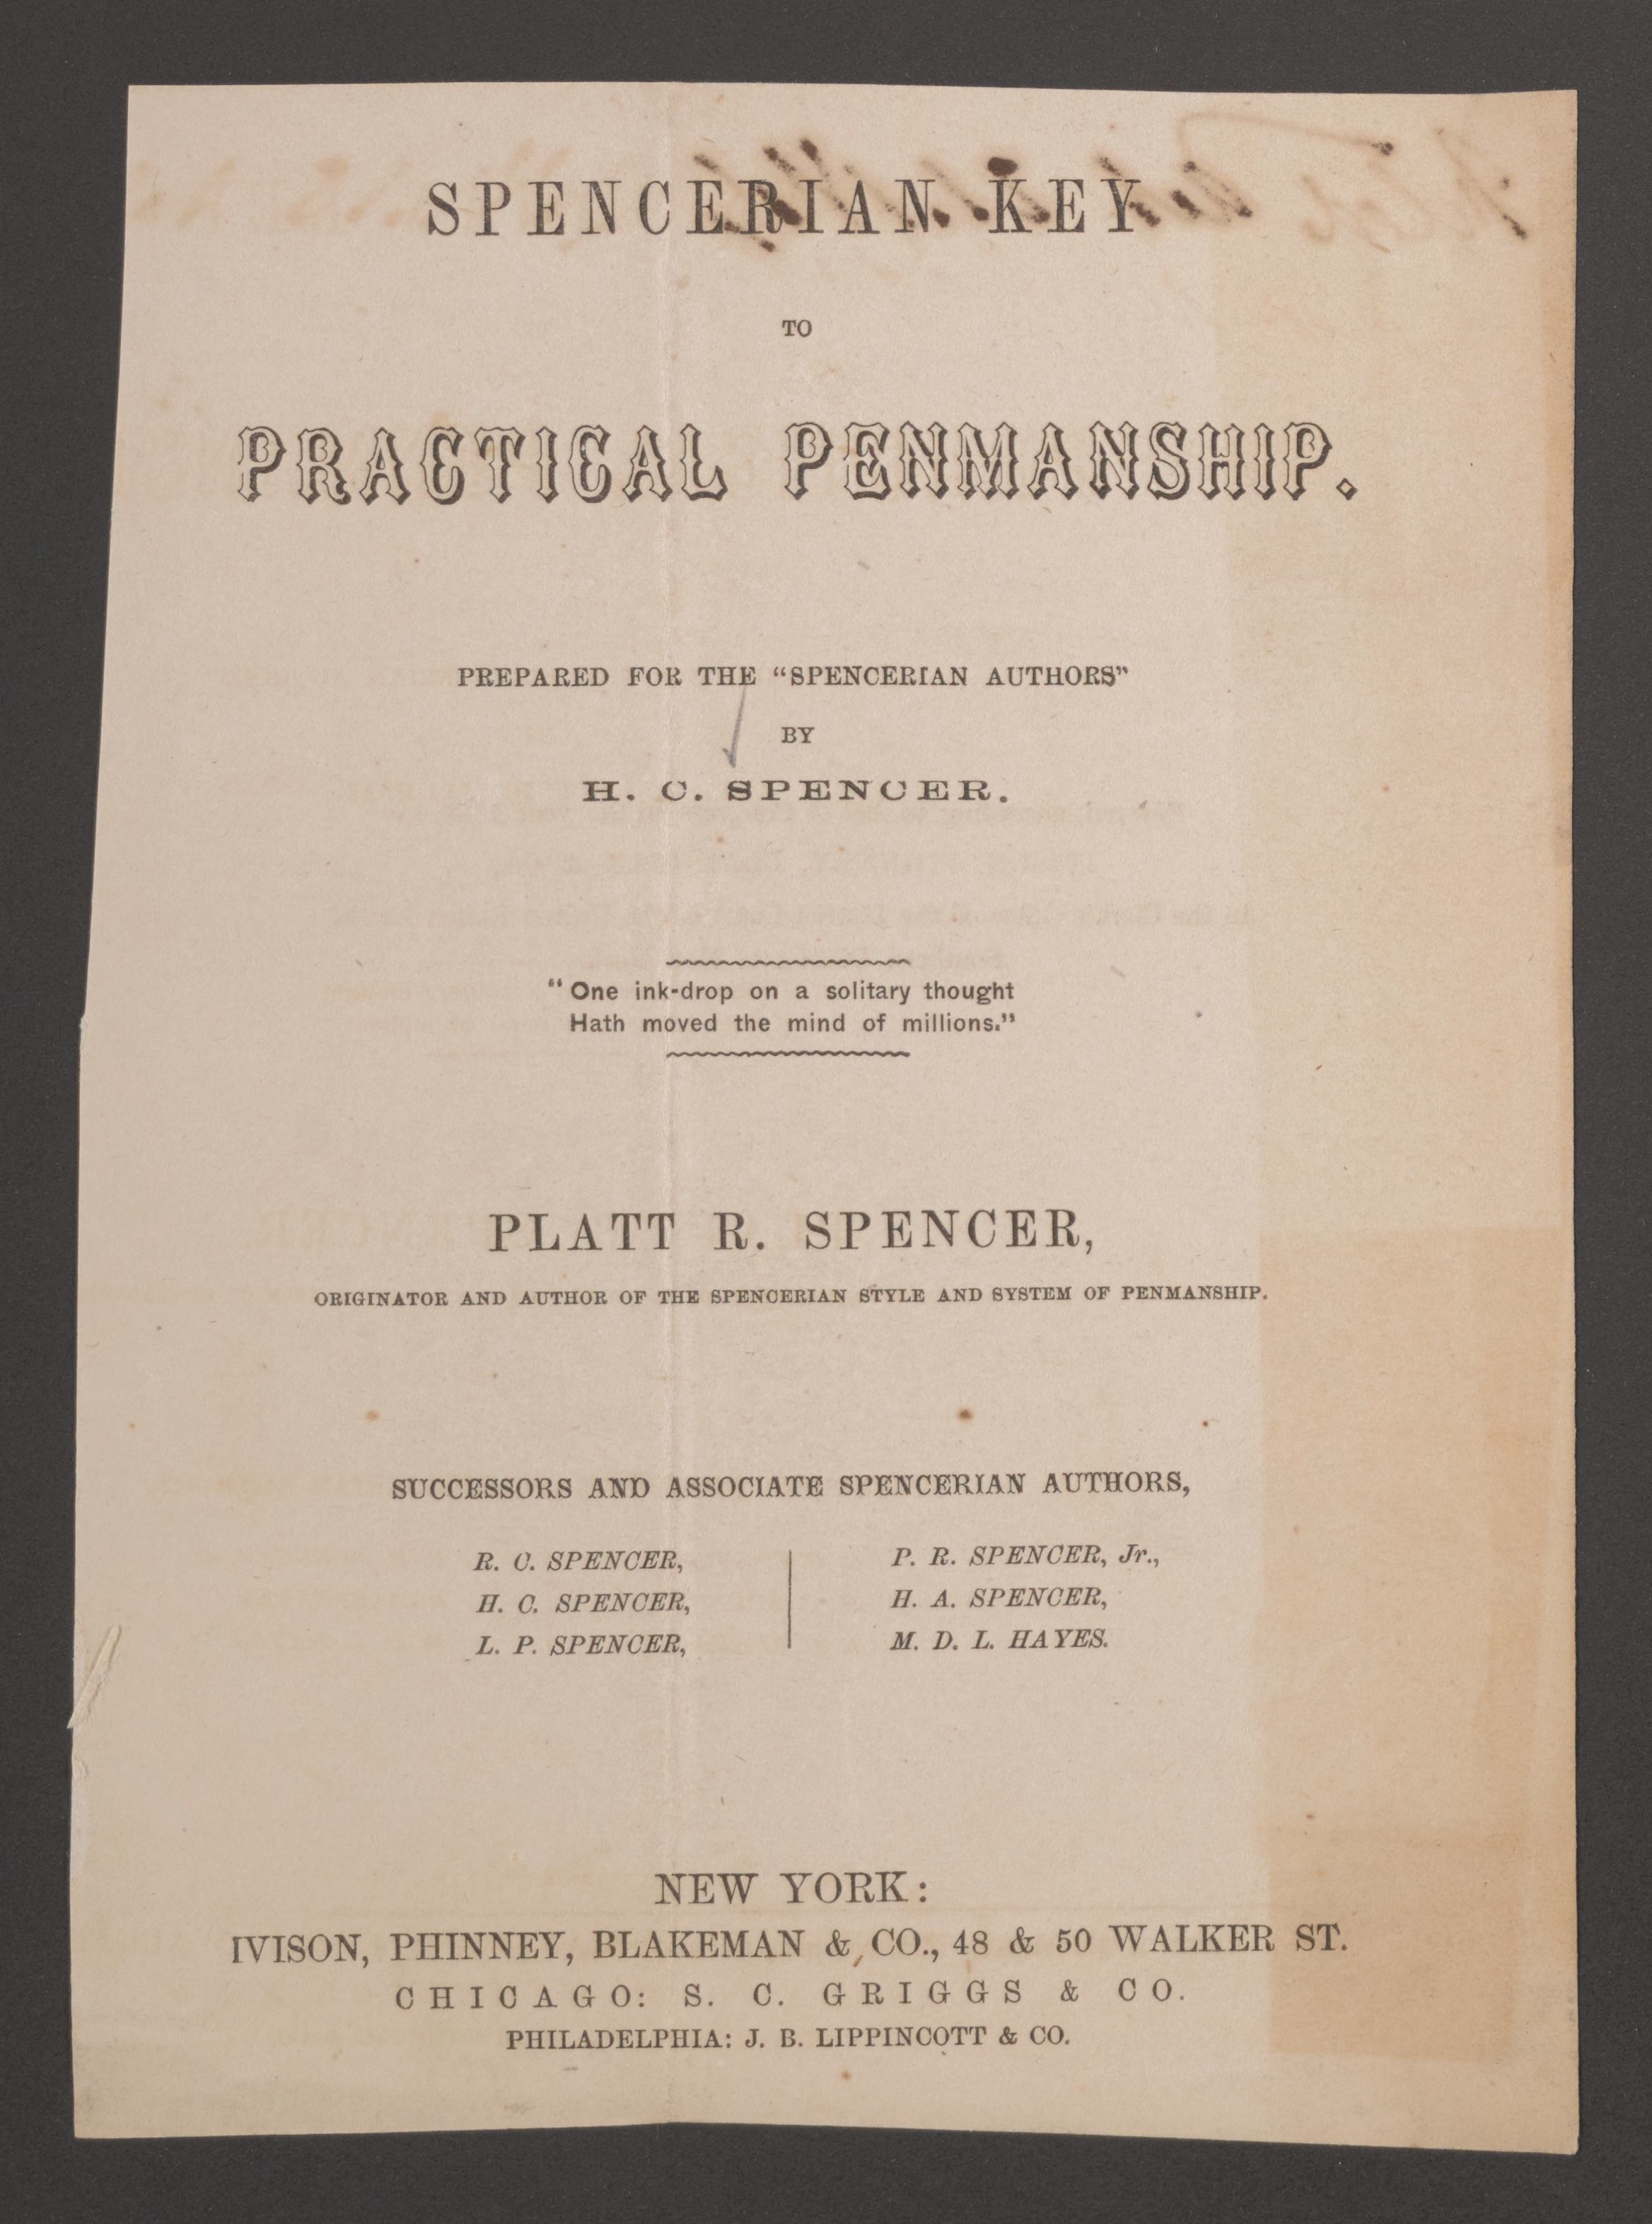 SPENCERIAN KEY
TO
PRACTICAL PENMANSHIP.
PREPARED FOR THE “SPENCERIAN AUTHORS”
BY
H. C. SPENCER.
“One ink-drop on a solitary thought
Hath moved the mind of millions.”
PLATT R. SPENCER,
ORIGINATOR AND AUTHOR OF THE SPENCERIAN STYLE AND SYSTEM OF PENMANSHIP.
SUCCESSORS AND ASSOCIATE SPENCERIAN AUTHORS,
R. C. SPENCER,
H. C. SPENCER,
L. P. SPENCER,
P. R. SPENCER, Jr.,
H. A. SPENCER,
M. D. L. HAYES.
NEW YORK:
IVISON, PHINNEY, BLAKEMAN & CO., 48 & 50 WALKER ST.
CHICAGO: S. C. GRIGGS & CO.
PHILADELPHIA: J. B. LIPPINCOTT & CO.